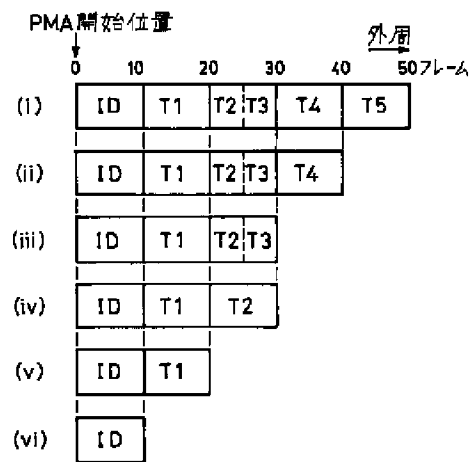 PMA開始位置
外周
0 10 20 30 40 50フレーム
(i) ID T1 T2 T3 T4 T5
(ii) ID T1 T2 T3 T4
(iii) ID T1 T2 T3
(iv) ID T1 T2
(v) ID T1
(vi) ID